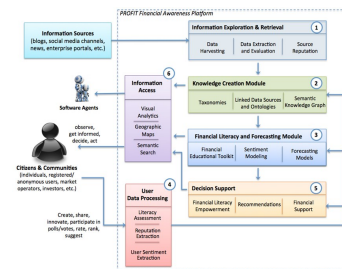 PROFIT Financial Awareness Platform
Information Sources
(blogs, social media channels,
news, enterprise portals, etc.)
Information Exploration & Retrieval
1
Data
Harvesting
Data Extraction
and Evaluation
Source
Reputation
Software Agents
6
Information
Access
Visual
Analytics
Geographic
Maps
Semantic
Search
Knowledge Creation Module
2
Taxonomies
Linked Data Sources
and Ontologies
Semantic
Knowledge Graph
observe,
get informed,
decide, act
Financial Literacy and Forecasting Module
3
Financial
Educational Toolkit
Sentiment
Modeling
Forecasting
Models
Citizens & Communities
(individuals, registered/
anonymous users, market
operators, investors, etc.)
4
User
Data Processing
Literacy
Assessment
Reputation
Extraction
User Sentiment
Extraction
Decision Support
5
Financial Literacy
Empowerment
Recommendations
Financial
Support
Create, share,
innovate, participate in
polls/votes, rate, rank,
suggest